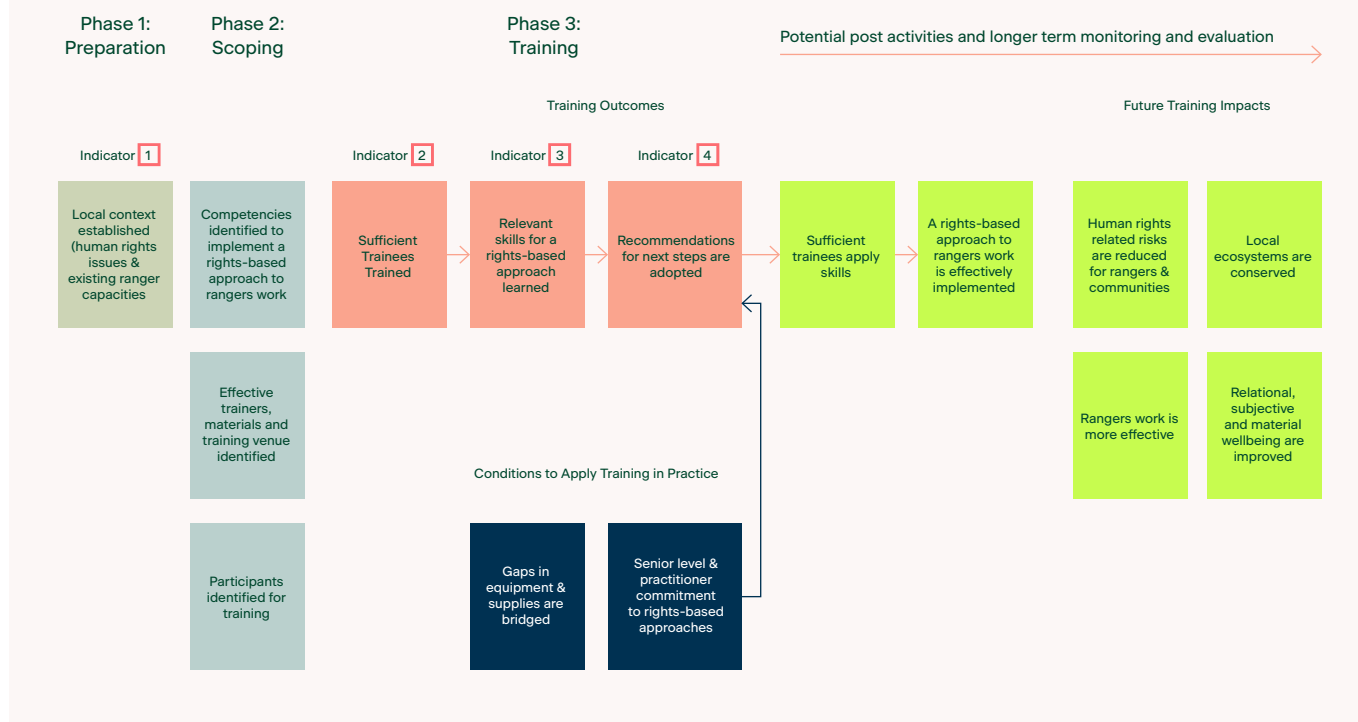 Phase 1:
Preparation
Phase 2:
Scoping
Phase 3:
Training
Potential post activities and longer term monitoring and evaluation
Training Outcomes
Future Training Impacts
Indicator 1
Indicator 2
Indicator 3
Indicator 4
Local context
established
(human rights
issues &
existing ranger
capacities
Competencies
identified to
implement a
rights-based
approach to
rangers work
Sufficient
Trainees
Trained
Relevant
skills for a
rights-based
approach
learned
Recommendations
for next steps are
adopted
Sufficient
trainees apply
skills
A rights-based
approach to
rangers work
is effectively
implemented
Human rights
related risks
are reduced
for rangers &
communities
Local
ecosystems are
conserved
Effective
trainers,
materials and
training venue
identified
Rangers work is
more effective
Relational,
subjective
and material
wellbeing are
improved
Conditions to Apply Training in Practice
Participants
identified for
training
Gaps in
equipment &
supplies are
bridged
Senior level &
practitioner
commitment
to rights-based
approaches